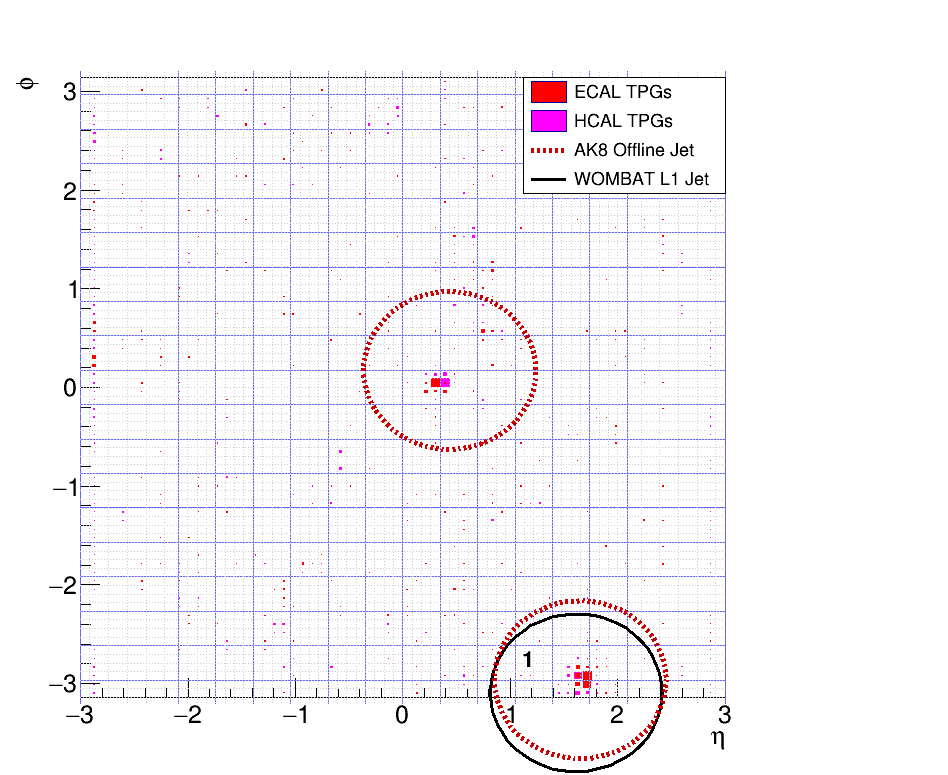 φ
3
2
1
0
−1
−2
−3
ECAL TPGs
HCAL TPGs
AK8 Offline Jet
WOMBAT L1 Jet
1
−3 −2 −1 0 1 2 3
η